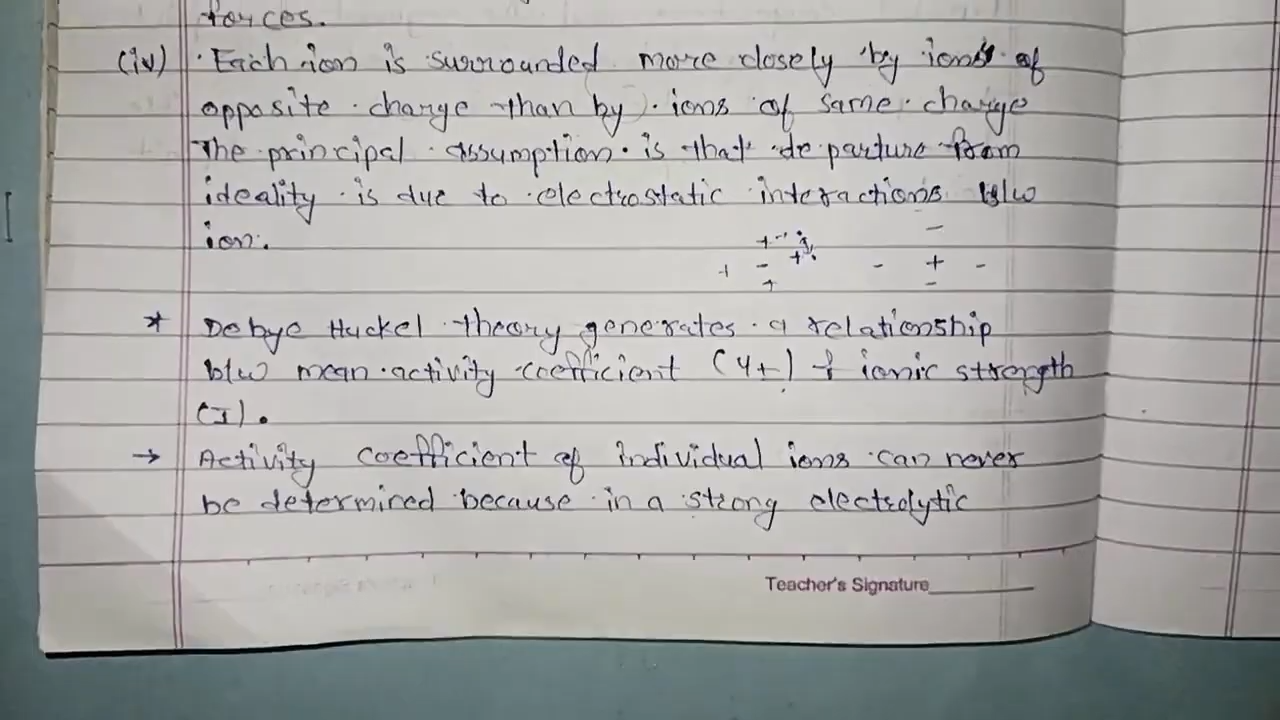 forces.
(iv) Each ion is surrounded more closely by ions of
opposite charge than by ions of same charge
The principal assumption is that departure from
ideality is due to electrostatic interactions b/w
ion.
* Debye Huckel theory generates a relationship
b/w mean activity coefficient (γ±) & ionic strength
(I).
→ Activity coefficient of individual ions can never
be determined because in a strong electrolytic
Teacher's Signature